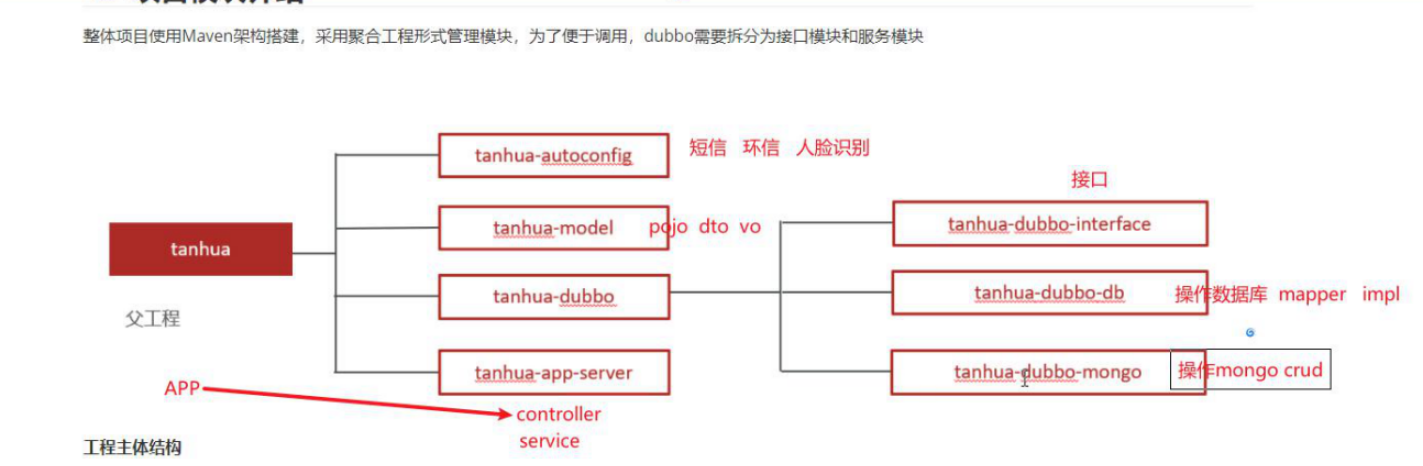 整体项目使用Maven架构搭建，采用聚合工程形式管理模块，为了便于调用，dubbo需要拆分为接口模块和服务模块
tanhua-autoconfig
短信 环信 人脸识别
接口
tanhua-model
pojo dto vo
tanhua-dubbo-interface
tanhua
tanhua-dubbo
tanhua-dubbo-db
操作数据库 mapper impl
父工程
tanhua-app-server
tanhua-dubbo-mongo
操作mongo crud
APP
controller
service
工程主体结构